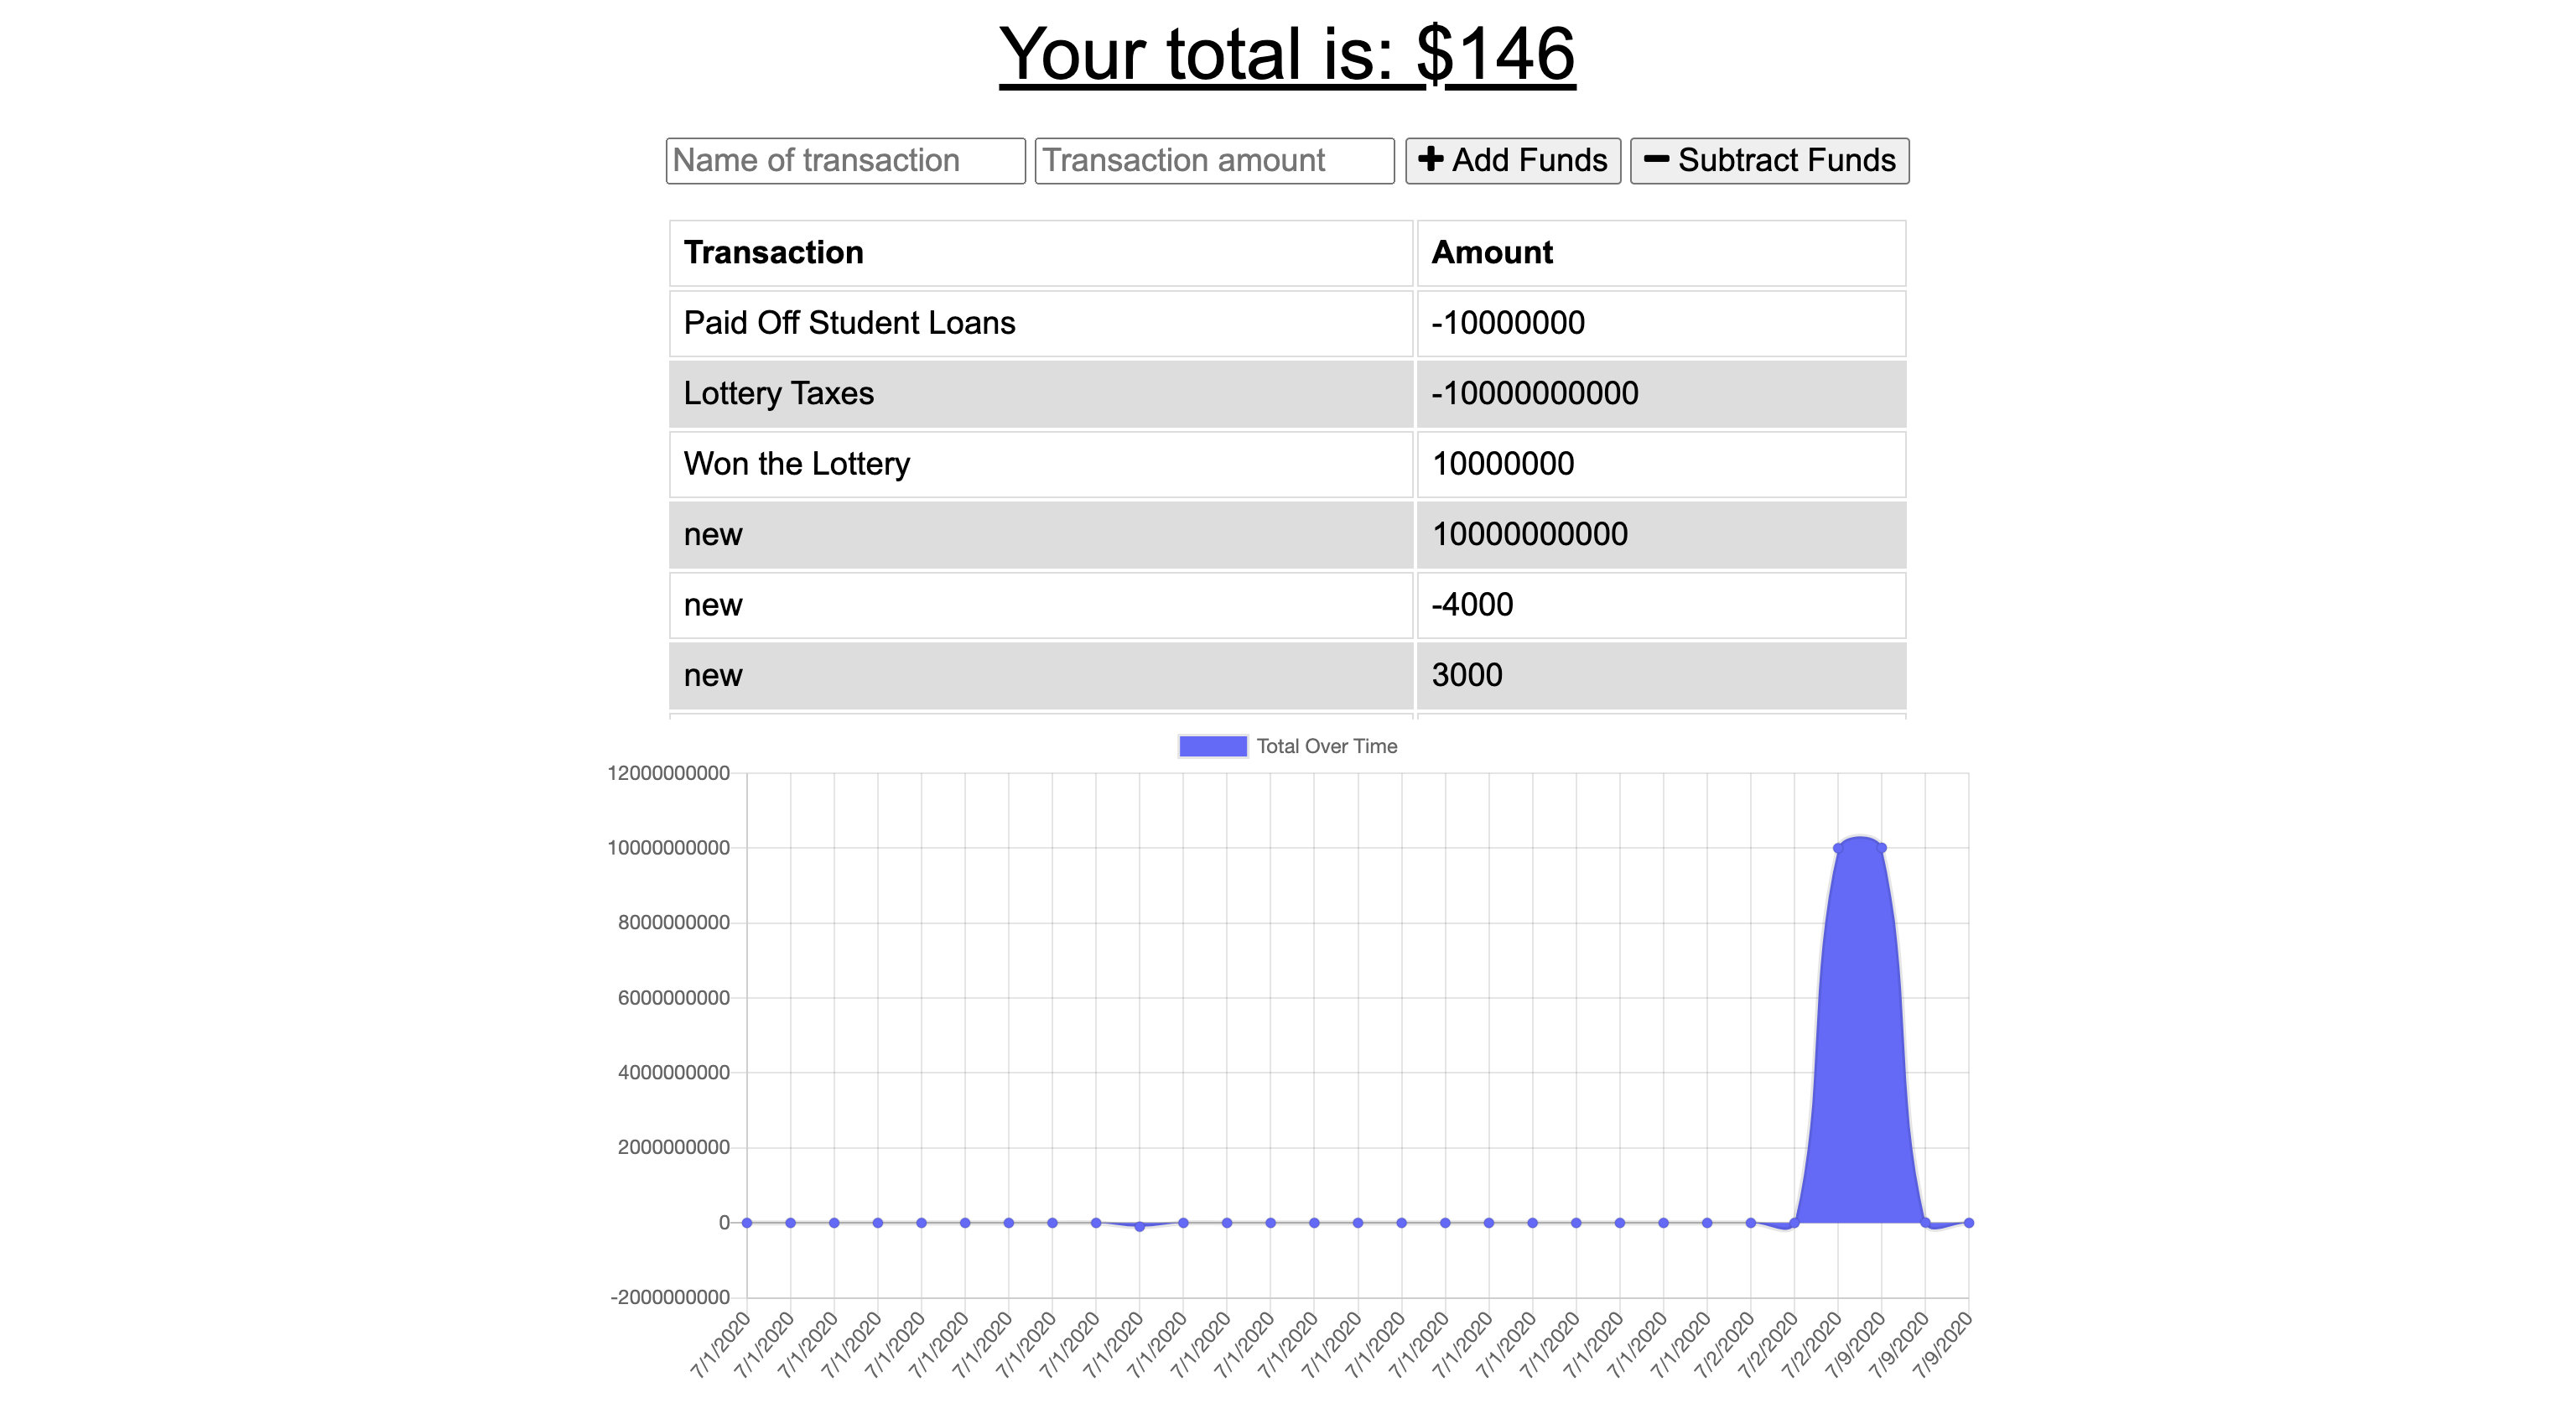 Your total is: $146
Name of transaction Transaction amount Add Funds Subtract Funds
Transaction Amount
Paid Off Student Loans -10000000
Lottery Taxes -10000000000
Won the Lottery 10000000
new 10000000000
new -4000
new 3000
Total Over Time
12000000000
10000000000
8000000000
6000000000
4000000000
2000000000
0
-2000000000
7/1/2020 7/1/2020 7/1/2020 7/1/2020 7/1/2020 7/1/2020 7/1/2020 7/1/2020 7/1/2020 7/1/2020 7/1/2020 7/1/2020 7/1/2020 7/1/2020 7/1/2020 7/1/2020 7/1/2020 7/1/2020 7/1/2020 7/1/2020 7/1/2020 7/1/2020 7/1/2020 7/2/2020 7/2/2020 7/2/2020 7/9/2020 7/9/2020 7/9/2020